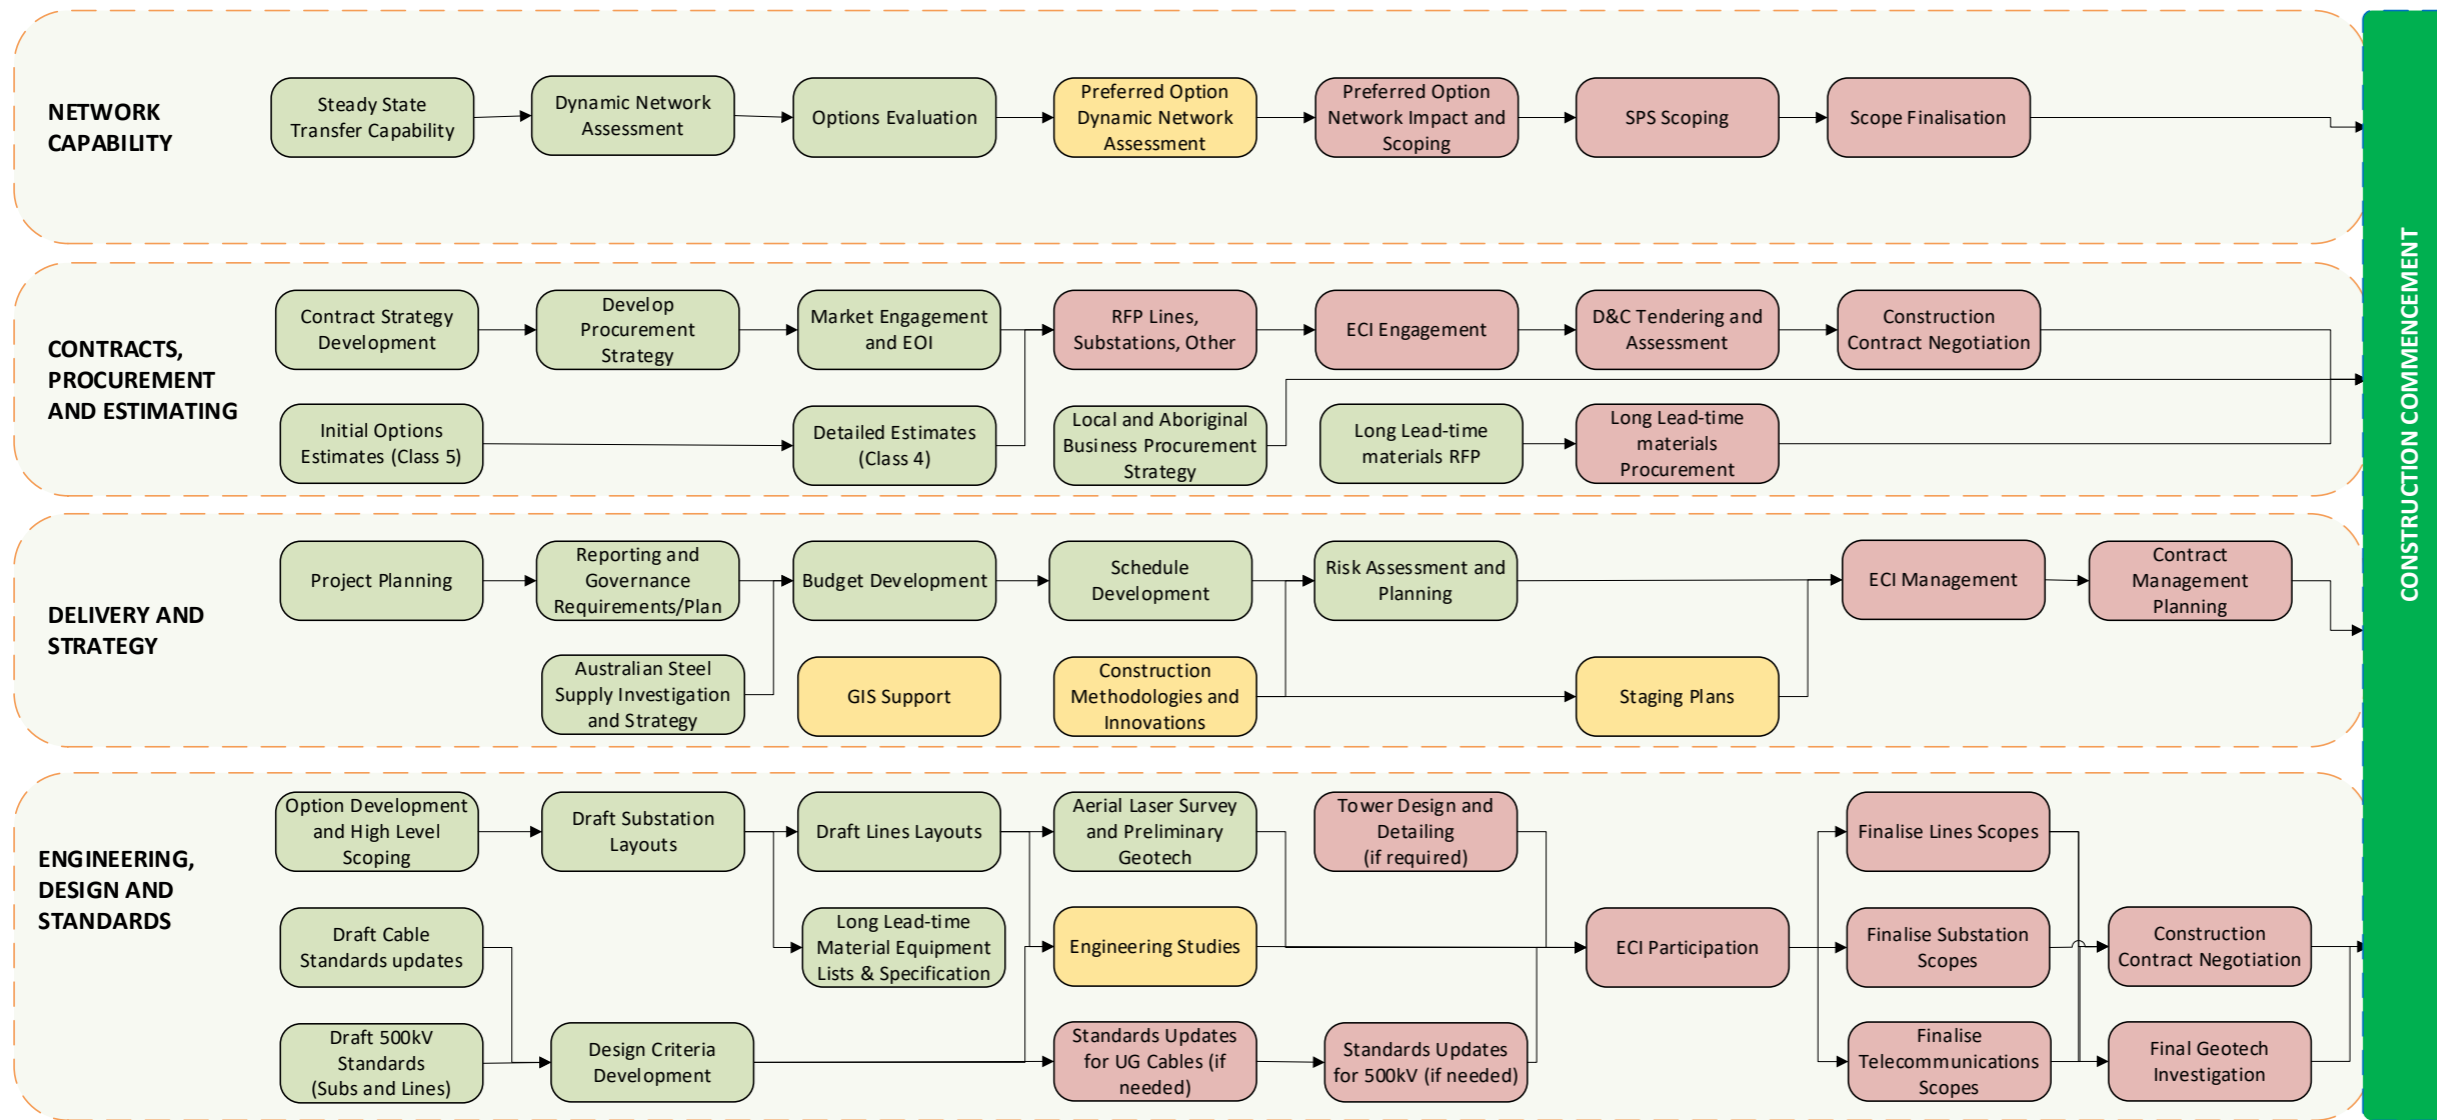 NETWORK
CAPABILITY
Steady State
Transfer Capability
Dynamic Network
Assessment
Options Evaluation
Preferred Option
Dynamic Network
Assessment
Preferred Option
Network Impact and
Scoping
SPS Scoping
Scope Finalisation
CONTRACTS,
PROCUREMENT
AND ESTIMATING
Contract Strategy
Development
Develop
Procurement
Strategy
Market Engagement
and EOI
RFP Lines,
Substations, Other
ECI Engagement
D&C Tendering and
Assessment
Construction
Contract Negotiation
Initial Options
Estimates (Class 5)
Detailed Estimates
(Class 4)
Local and Aboriginal
Business Procurement
Strategy
Long Lead-time
materials RFP
Long Lead-time
materials
Procurement
DELIVERY AND
STRATEGY
Project Planning
Reporting and
Governance
Requirements/Plan
Budget Development
Schedule
Development
Risk Assessment and
Planning
ECI Management
Contract
Management
Planning
Australian Steel
Supply Investigation
and Strategy
GIS Support
Construction
Methodologies and
Innovations
Staging Plans
ENGINEERING,
DESIGN AND
STANDARDS
Option Development
and High Level
Scoping
Draft Substation
Layouts
Draft Lines Layouts
Aerial Laser Survey
and Preliminary
Geotech
Tower Design and
Detailing
(if required)
Finalise Lines Scopes
Draft Cable
Standards updates
Long Lead-time
Material Equipment
Lists & Specification
Engineering Studies
ECI Participation
Finalise Substation
Scopes
Construction
Contract Negotiation
Draft 500kV
Standards
(Subs and Lines)
Design Criteria
Development
Standards Updates
for UG Cables (if
needed)
Standards Updates
for 500kV (if needed)
Finalise
Telecommunications
Scopes
Final Geotech
Investigation
CONSTRUCTION COMMENCEMENT